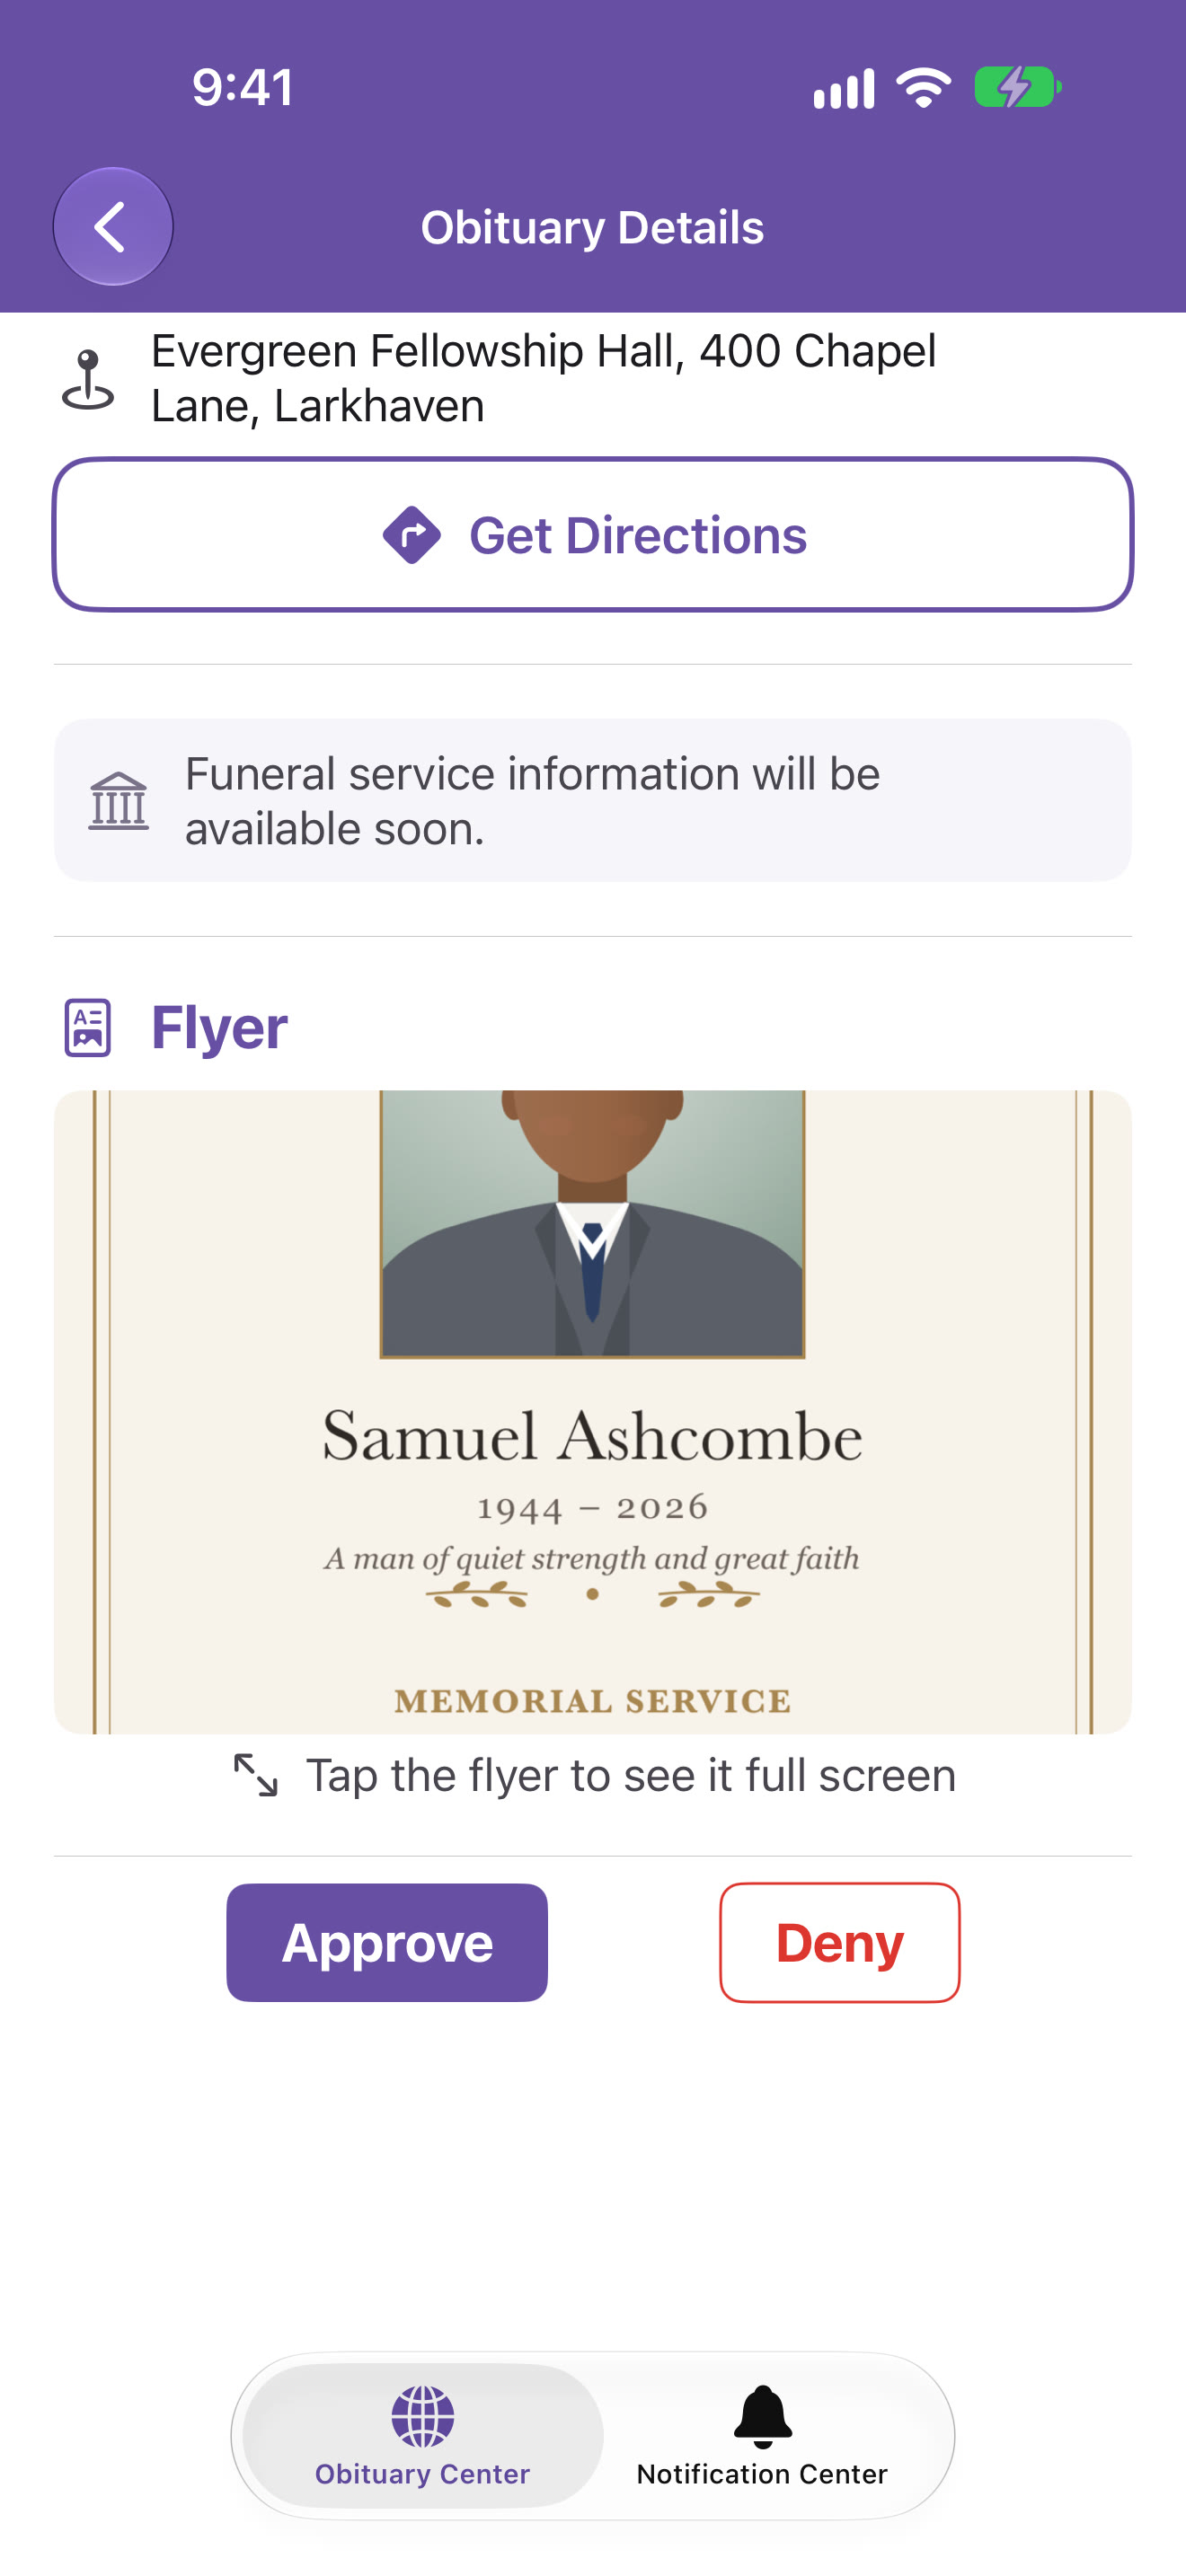 9:41
Obituary Details
Evergreen Fellowship Hall, 400 Chapel
Lane, Larkhaven
Get Directions
Funeral service information will be
available soon.
Flyer
Samuel Ashcombe
1944 – 2026
A man of quiet strength and great faith
MEMORIAL SERVICE
Tap the flyer to see it full screen
Approve
Deny
Obituary Center
Notification Center